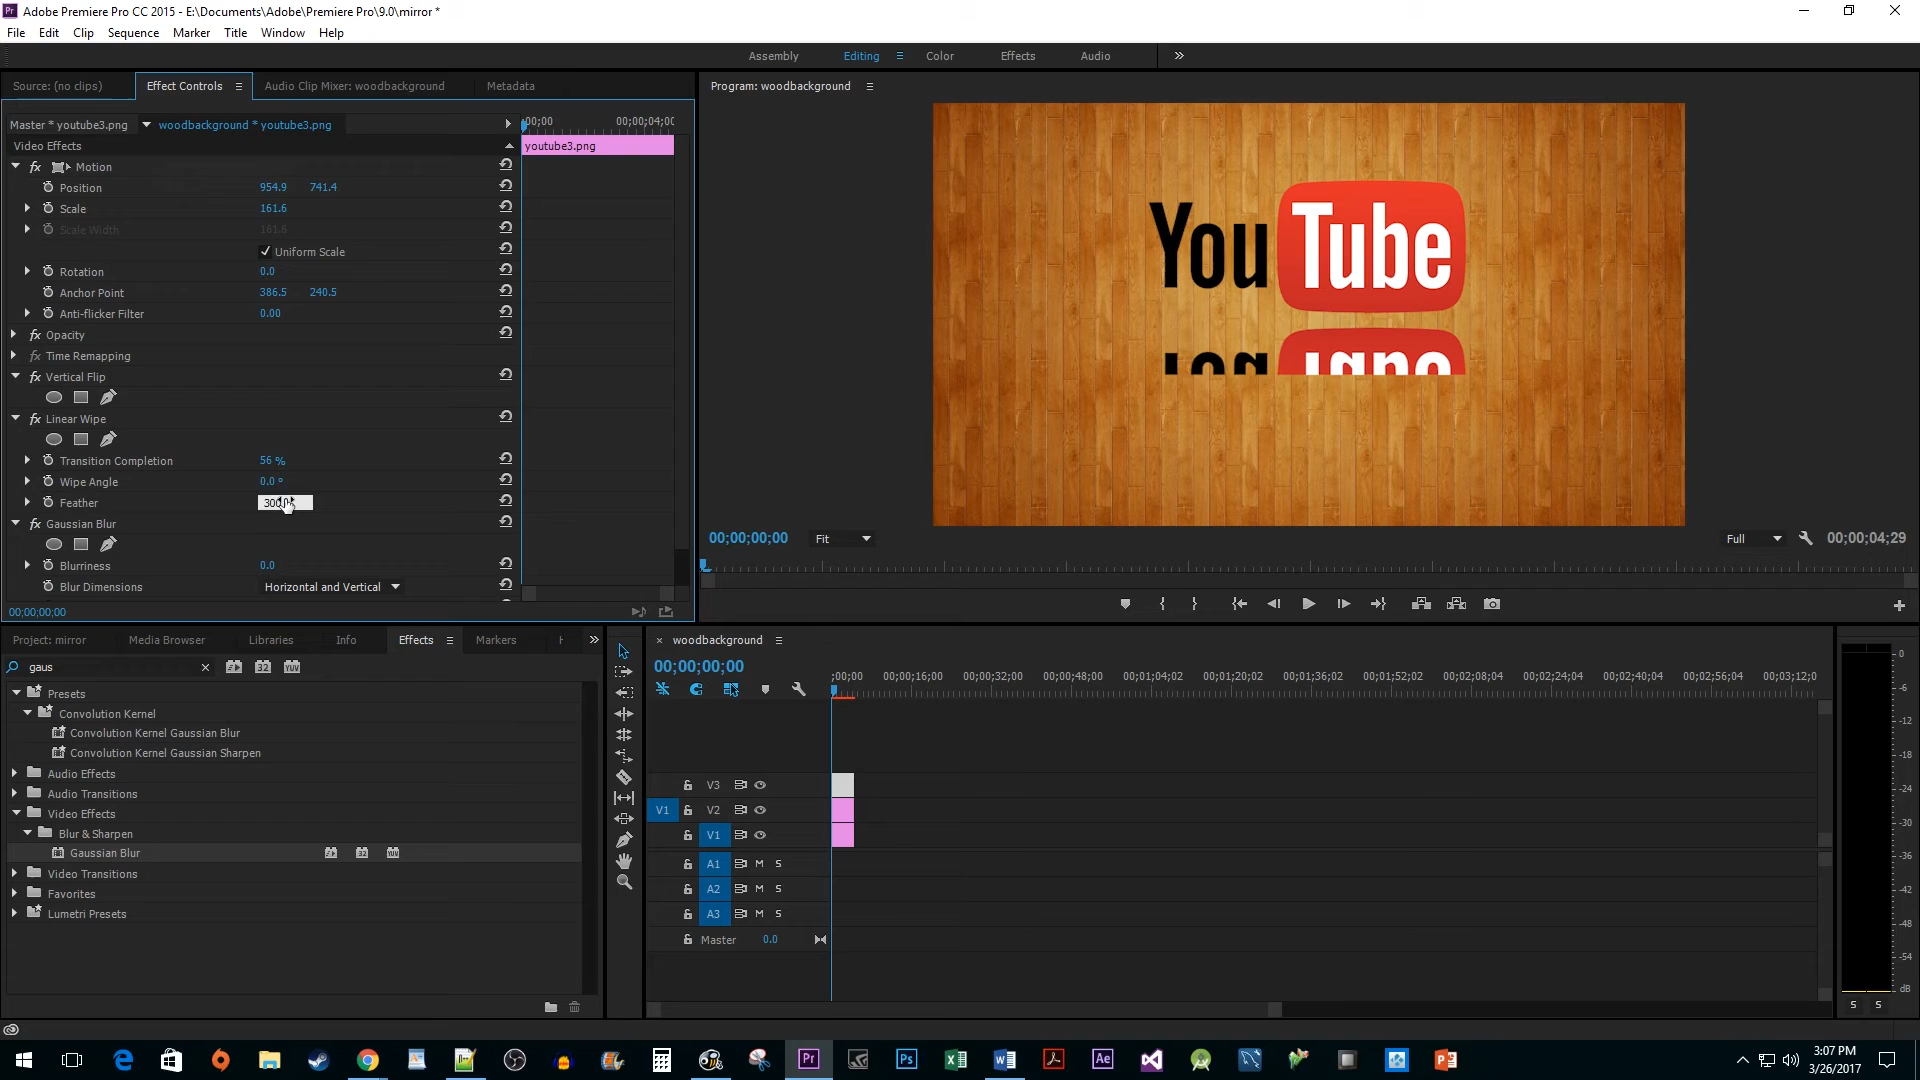 Adobe Premiere Pro CC 2015 - E:\Documents\Adobe\Premiere Pro\9.0\mirror *
File Edit Clip Sequence Marker Title Window Help
Assembly Editing Color Effects Audio
Source: (no clips) Effect Controls Audio Clip Mixer: woodbackground Metadata
Program: woodbackground
Master * youtube3.png woodbackground * youtube3.png
;00;00 00;00;04;00
Video Effects
youtube3.png
fx Motion
Position 954.9 741.4
Scale 161.6
Scale Width 161.6
Uniform Scale
Rotation 0.0
Anchor Point 386.5 240.5
Anti-flicker Filter 0.00
fx Opacity
fx Time Remapping
fx Vertical Flip
fx Linear Wipe
Transition Completion 56 %
Wipe Angle 0.0 °
Feather
fx Gaussian Blur
Blurriness 0.0
Blur Dimensions Horizontal and Vertical
00;00;00;00
You Tube
00;00;00;00 Fit Full 00;00;04;29
Project: mirror Media Browser Libraries Info Effects Markers
gaus
32 YUV
Presets
Convolution Kernel
Convolution Kernel Gaussian Blur
Convolution Kernel Gaussian Sharpen
Audio Effects
Audio Transitions
Video Effects
Blur & Sharpen
Gaussian Blur 32 YUV
Video Transitions
Favorites
Lumetri Presets
woodbackground
00;00;00;00
;00;00 00;00;16;00 00;00;32;00 00;00;48;00 00;01;04;02 00;01;20;02 00;01;36;02 00;01;52;02 00;02;08;04 00;02;24;04 00;02;40;04 00;02;56;04 00;03;12;0
V3
V1 V2
V1
A1 M S
A2 M S
A3 M S
Master 0.0
0
-6
-12
-18
-24
-30
-36
-42
-48
-54
dB
S S
Pr Ps Ae
3:07 PM
3/26/2017